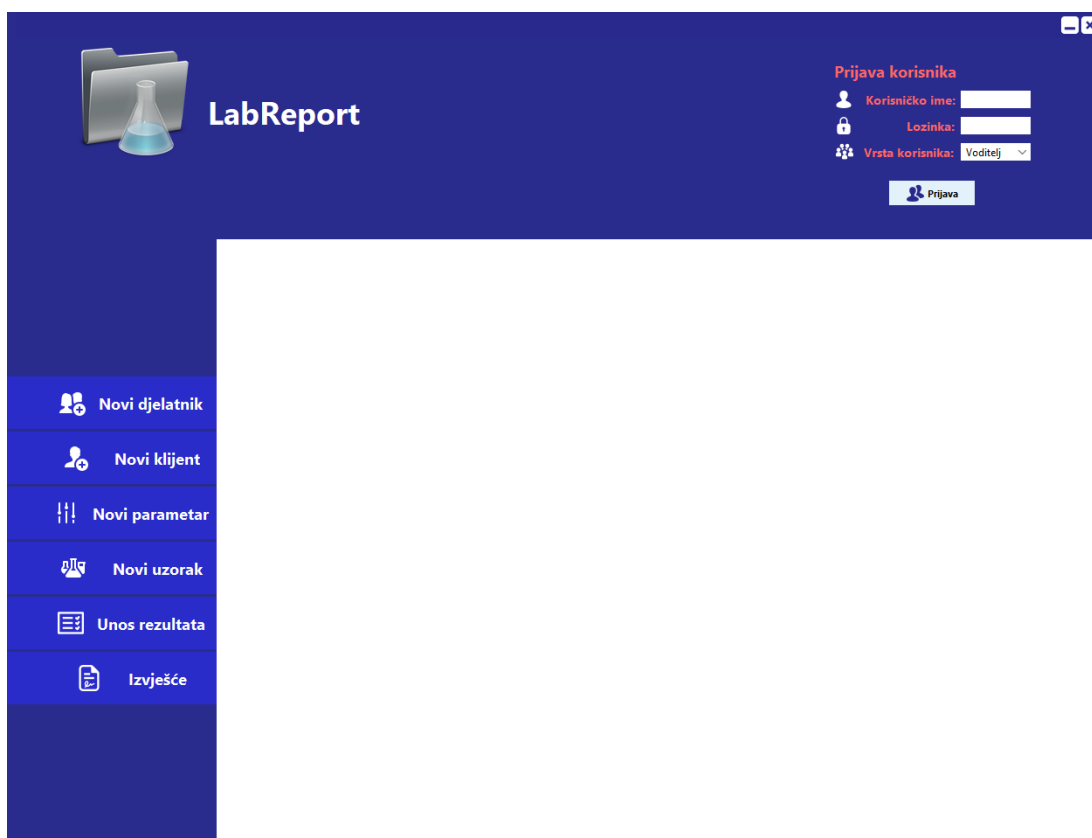 LabReport
Prijava korisnika
Korisničko ime:
Lozinka:
Vrsta korisnika: Voditelj
Prijava
Novi djelatnik
Novi klijent
Novi parametar
Novi uzorak
Unos rezultata
Izvješće